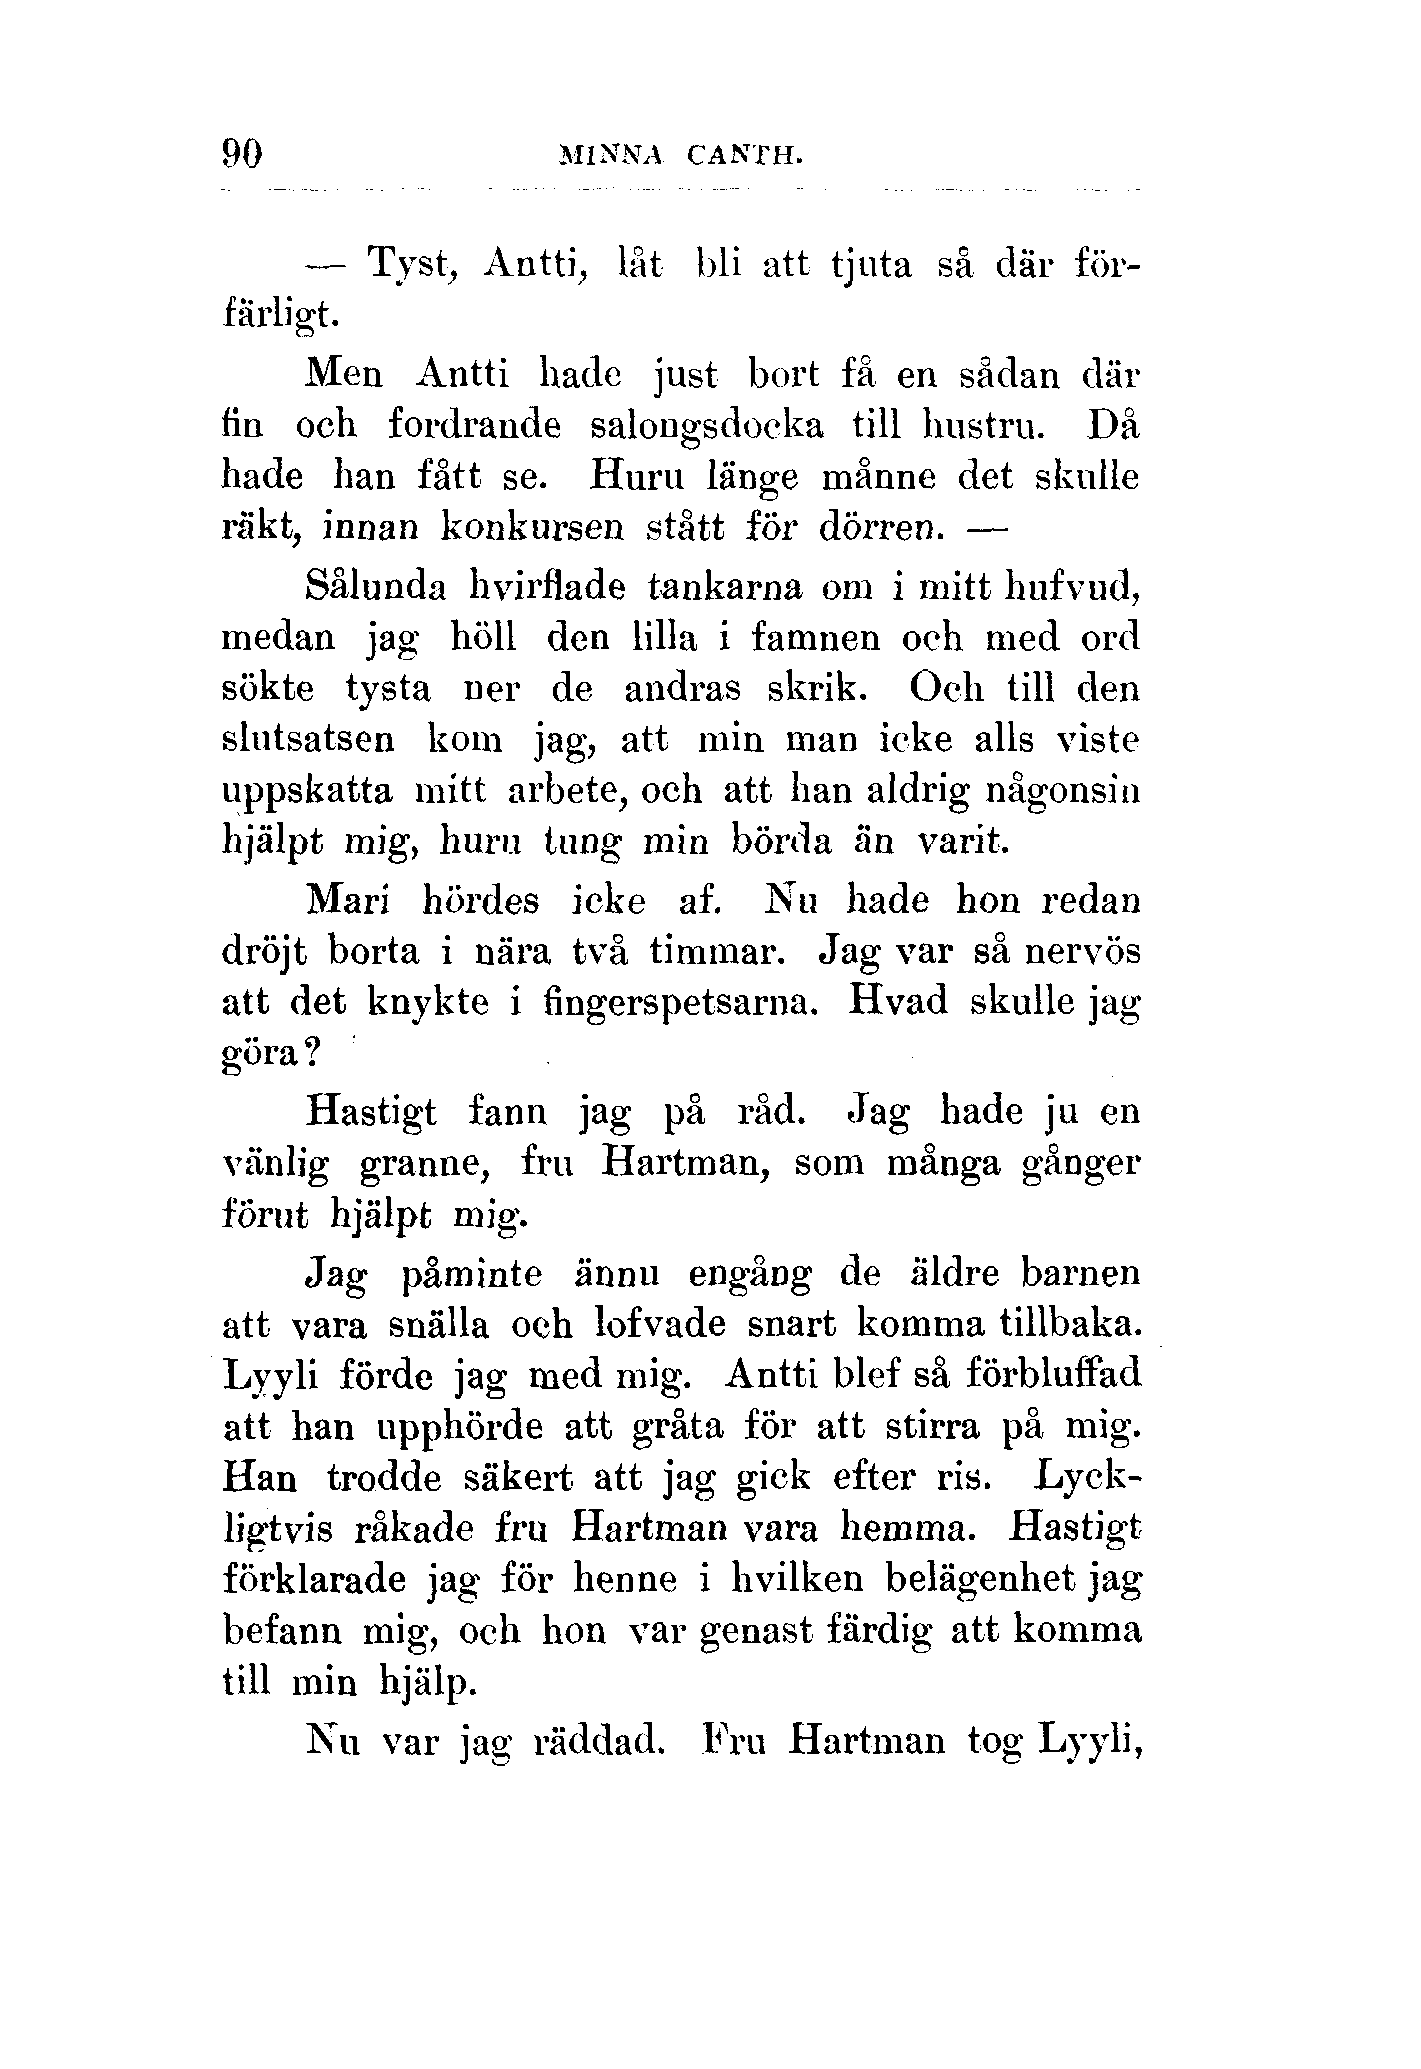 90 MINNA CANTH.
— Tyst, Antti, låt bli att tjuta så där för-
färligt.
Men Antti hade just bort få en sådan där
fin och fordrande salongsdocka till hustru. Då
hade han fått se. Huru länge månne det skulle
räkt, innan konkursen stått för dörren. —
Sålunda hvirflade tankarna om i mitt hufvud,
medan jag höll den lilla i famnen och med ord
sökte tysta ner de andras skrik. Och till den
slutsatsen kom jag, att min man icke alls viste
uppskatta mitt arbete, och att han aldrig någonsin
hjälpt mig, huru tung min börda än varit.
Mari hördes icke af. Nu hade hon redan
dröjt borta i nära två timmar. Jag var så nervös
att det knykte i fingerspetsarna. Hvad skulle jag
göra?
Hastigt fann jag på råd. Jag hade ju en
vänlig granne, fru Hartman, som många gånger
förut hjälpt mig.
Jag påminte ännu engång de äldre barnen
att vara snälla och lofvade snart komma tillbaka.
Lyyli förde jag med mig. Antti blef så förbluffad
att han upphörde att gråta för att stirra på mig.
Han trodde säkert att jag gick efter ris. Lyck-
ligtvis råkade fru Hartman vara hemma. Hastigt
förklarade jag för henne i hvilken belägenhet jag
befann mig, och hon var genast färdig att komma
till min hjälp.
Nu var jag räddad. Fru Hartman tog Lyyli,